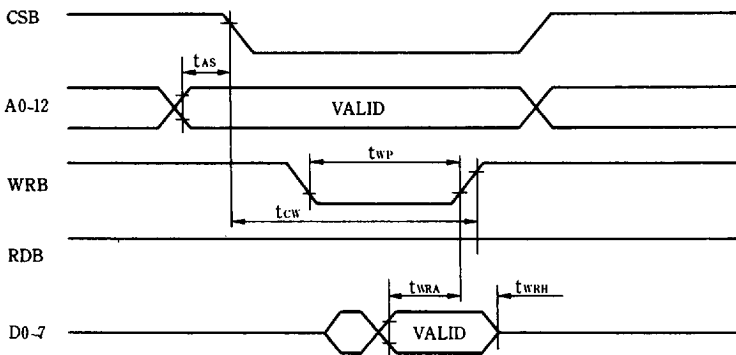 CSB
tAS
A0-12 VALID
tWP
WRB
tCW
RDB
tWRA tWRH
D0-7 VALID